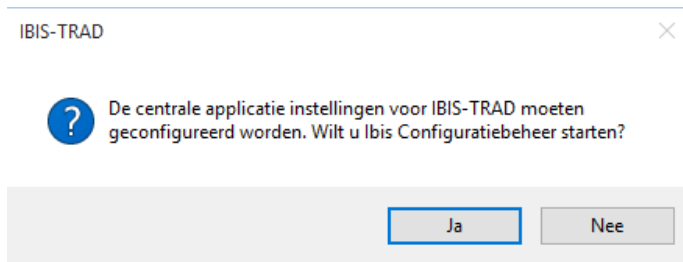 IBIS-TRAD
De centrale applicatie instellingen voor IBIS-TRAD moeten
geconfigureerd worden. Wilt u Ibis Configuratiebeheer starten?
Ja
Nee